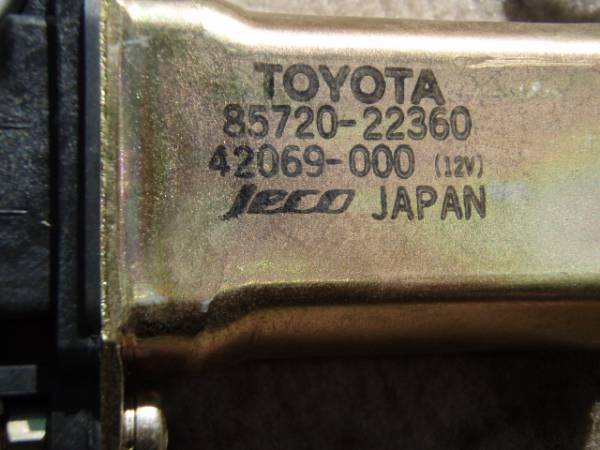 TOYOTA
85720-22360
42069-000 (12V)
Jeco JAPAN